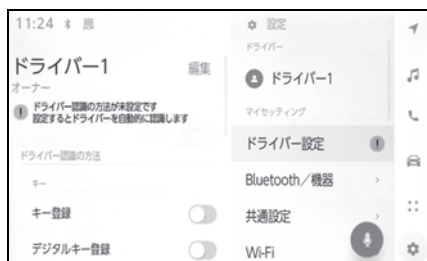 11:24
ドライバー1
編集
オーナー
ドライバー認識の方法が未設定です
設定するとドライバーを自動的に認識します
ドライバー認識の方法
キー
キー登録
デジタルキー登録
設定
ドライバー
ドライバー1
マイセッティング
ドライバー設定
Bluetooth／機器
共通設定
Wi-Fi